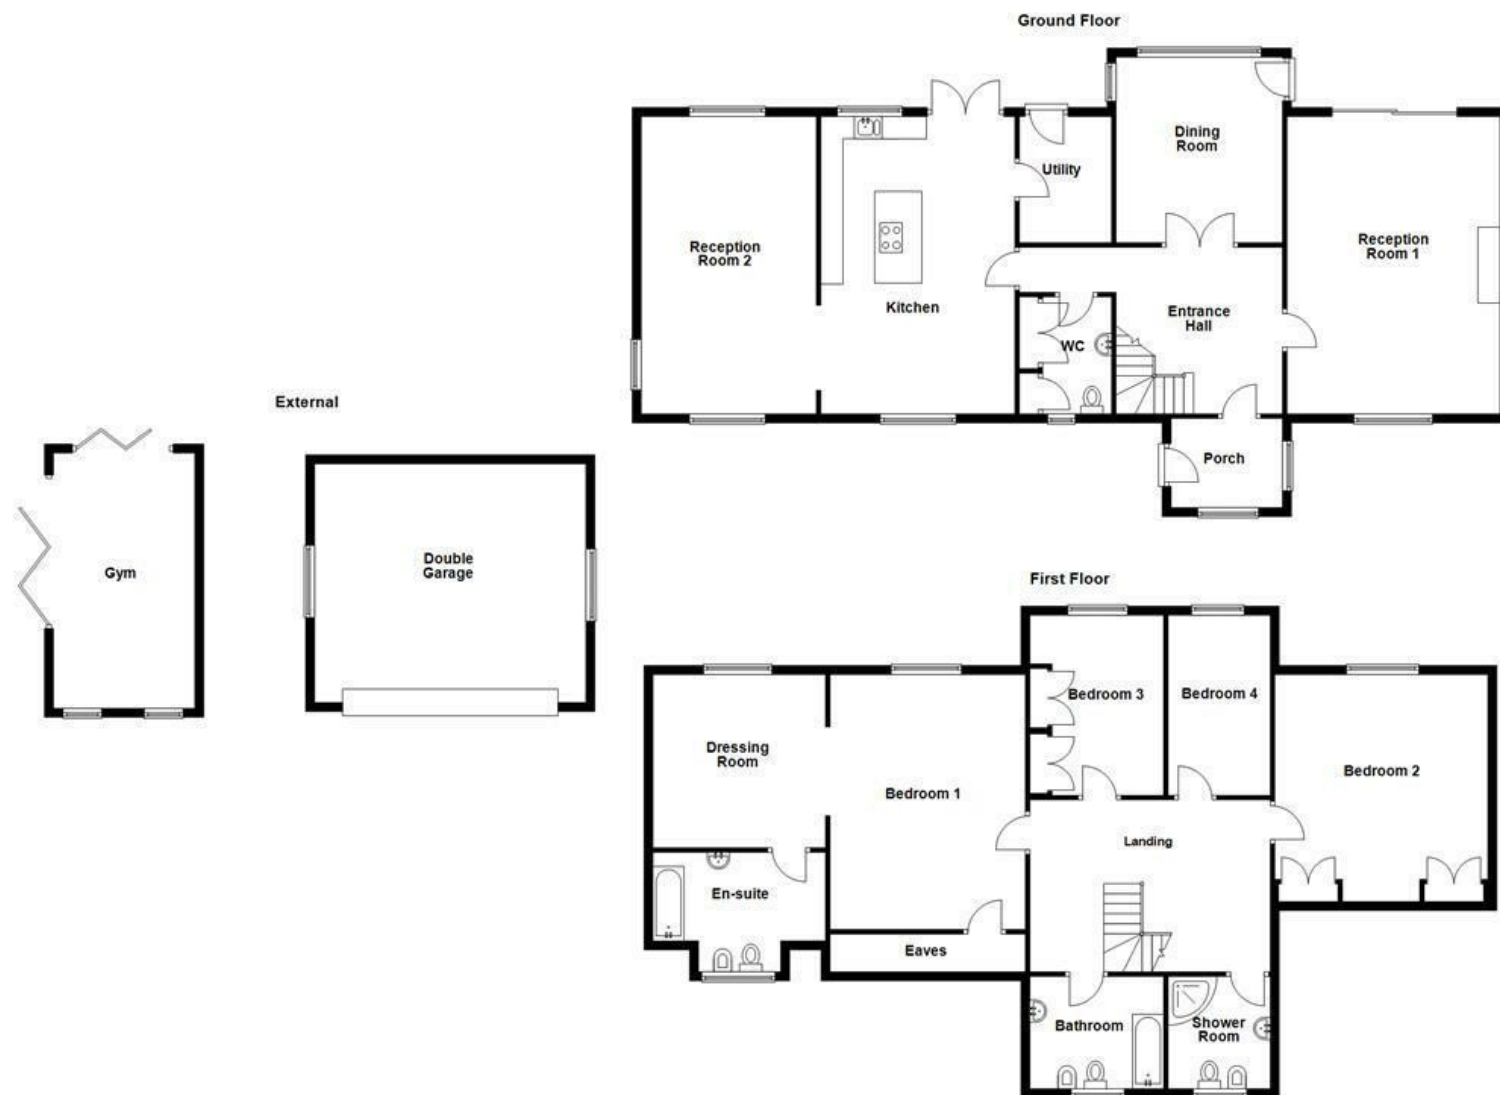 Ground Floor
Dining
Room
Utility
Reception
Room 2
Reception
Room 1
Kitchen
Entrance
Hall
WC
Porch
External
Gym
Double
Garage
First Floor
Bedroom 3
Bedroom 4
Dressing
Room
Bedroom 1
Bedroom 2
Landing
En-suite
Eaves
Bathroom
Shower
Room